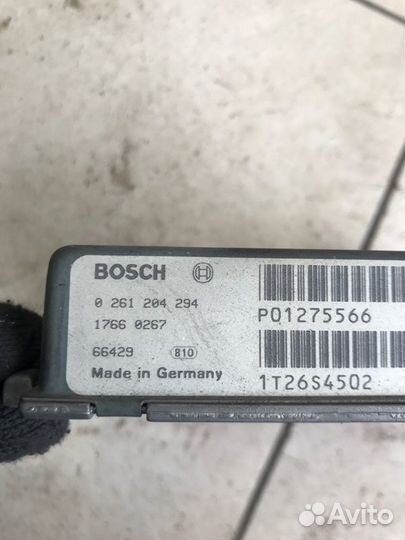 BOSCH
0 261 204 294
1766 0267
66429 810
Made in Germany
P01275566
1T26S4502
Avito